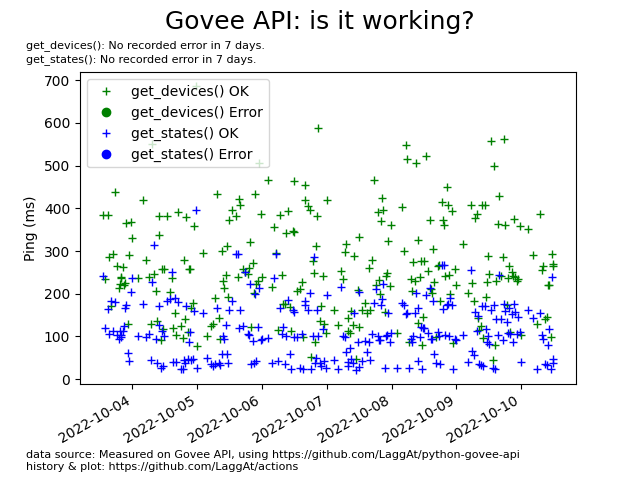 Govee API: is it working?
get_devices(): No recorded error in 7 days.
get_states(): No recorded error in 7 days.
700
600
500
400
300
200
100
0
Ping (ms)
get_devices() OK
get_devices() Error
get_states() OK
get_states() Error
2022-10-04
2022-10-05
2022-10-06
2022-10-07
2022-10-08
2022-10-09
2022-10-10
data source: Measured on Govee API, using https://github.com/LaggAt/python-govee-api
history & plot: https://github.com/LaggAt/actions